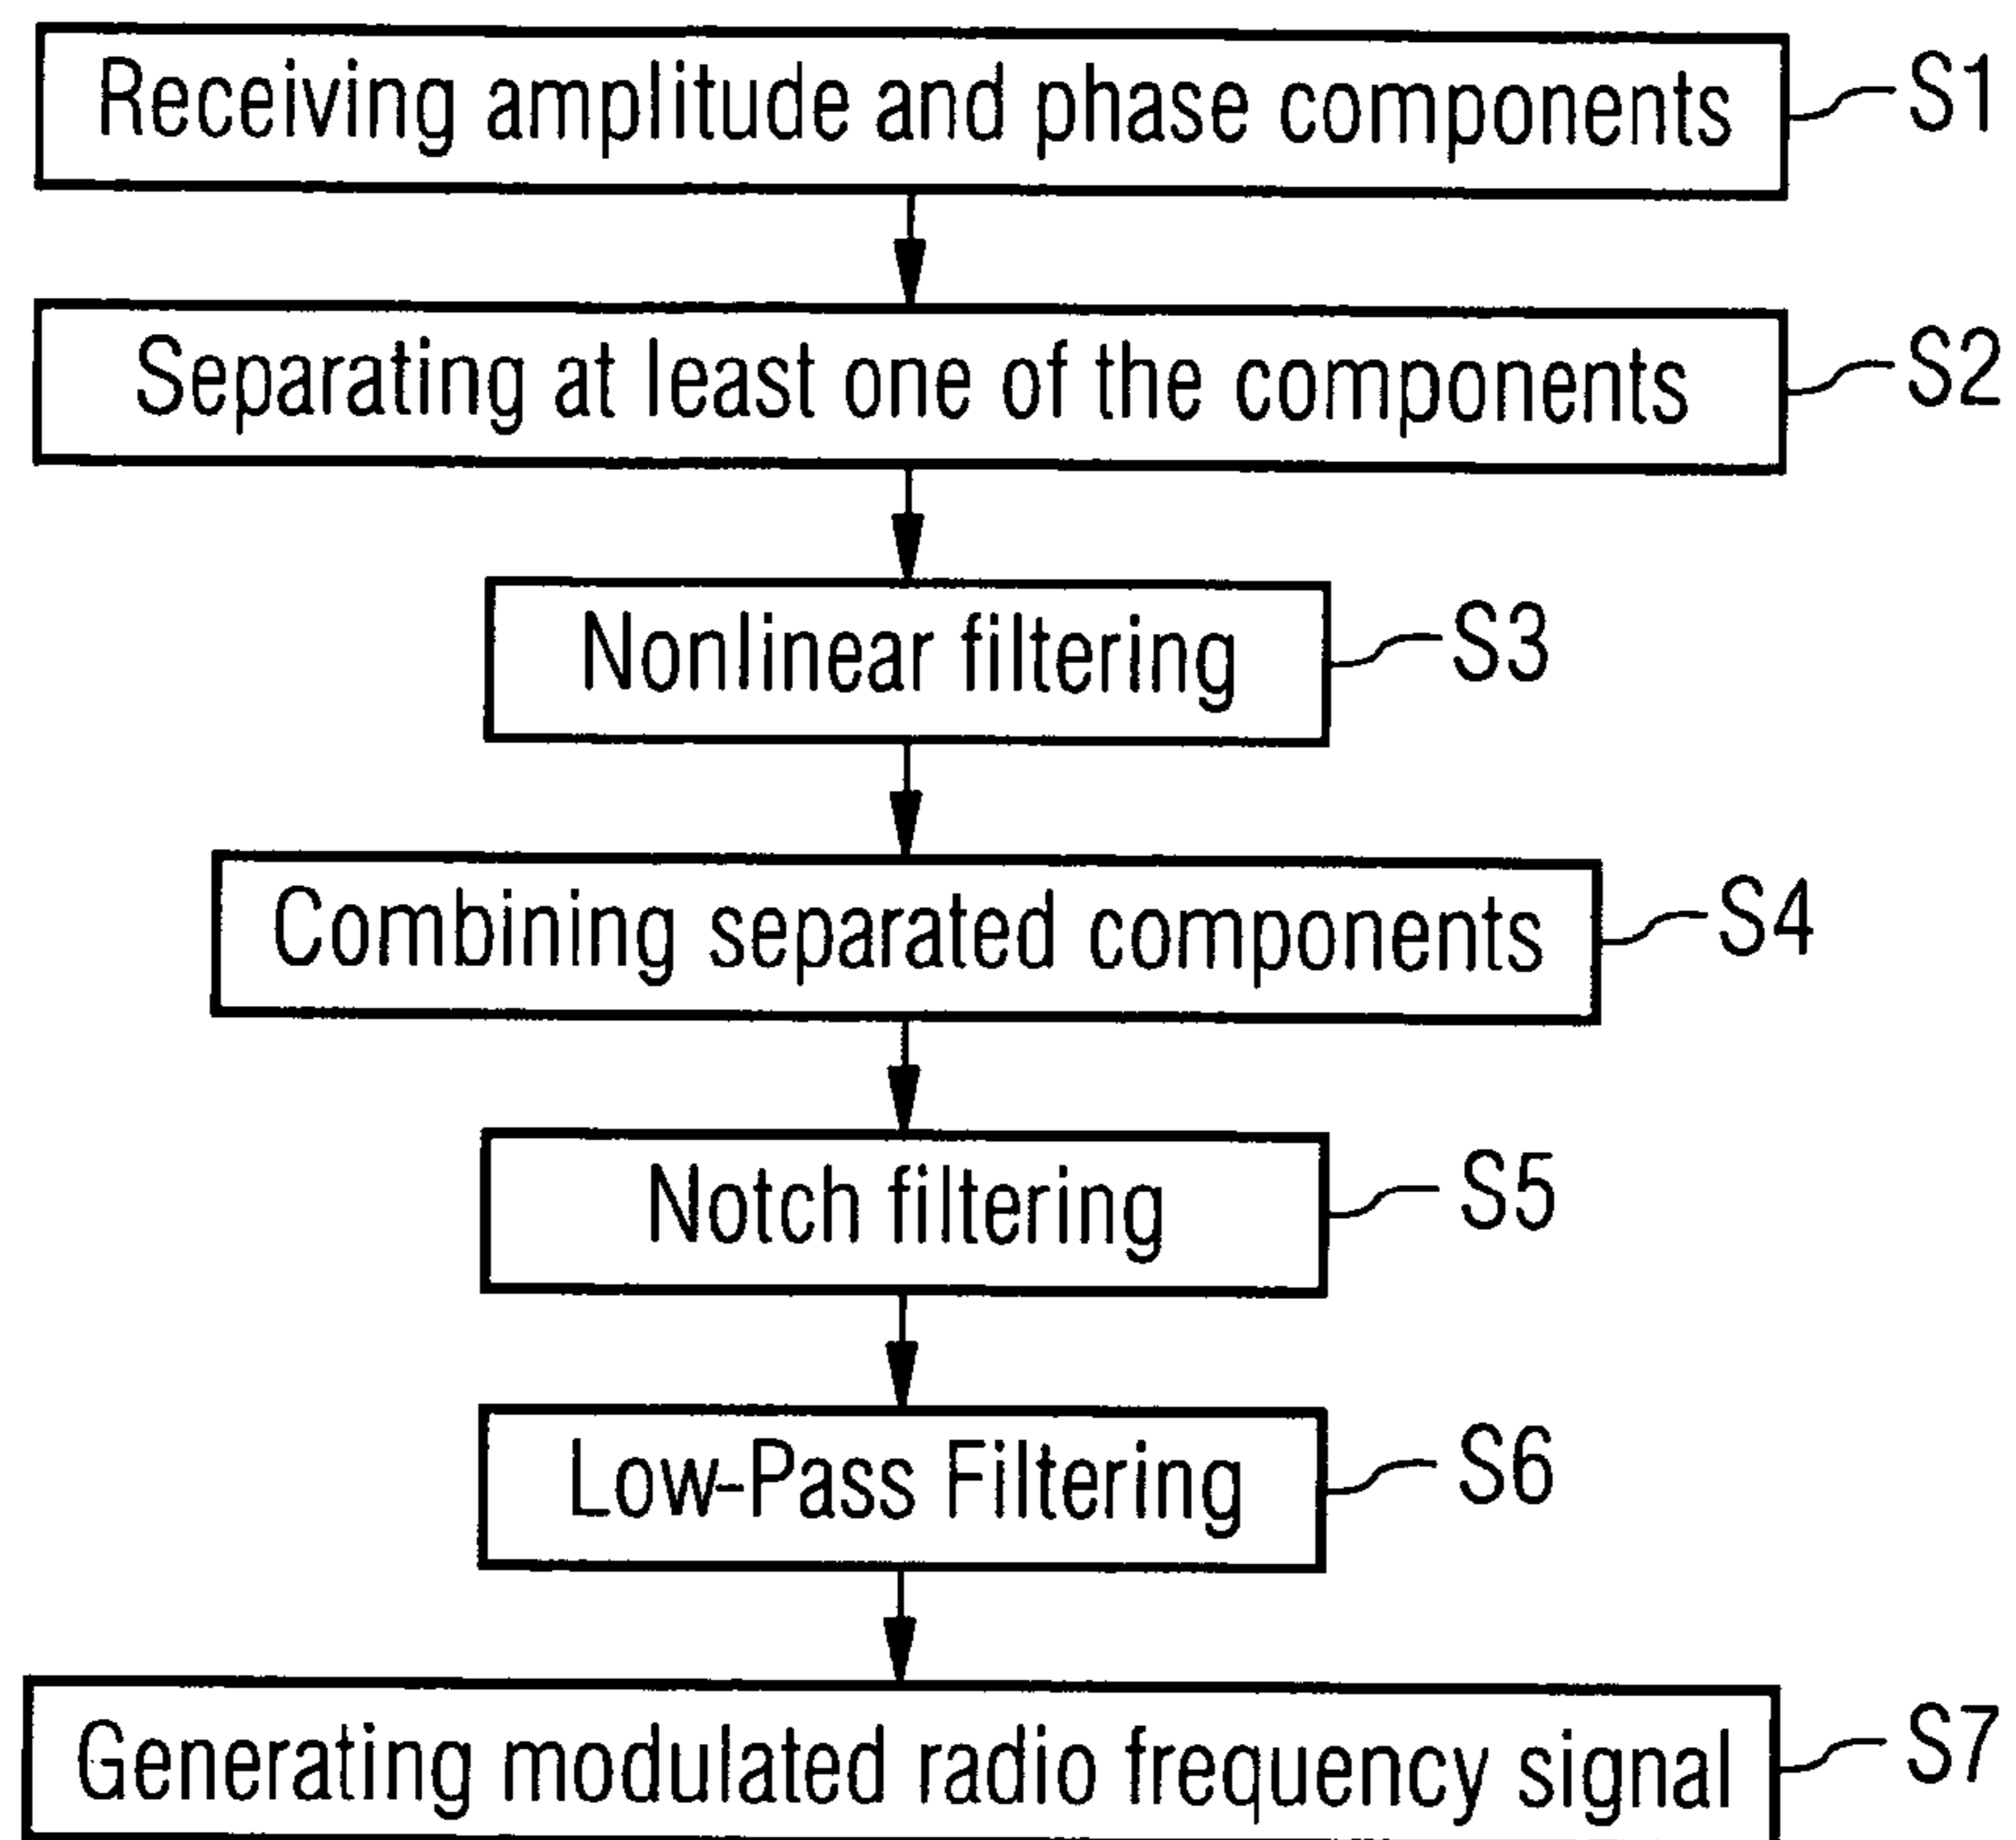 Receiving amplitude and phase components S1
Separating at least one of the components S2
Nonlinear filtering S3
Combining separated components S4
Notch filtering S5
Low-Pass Filtering S6
Generating modulated radio frequency signal S7